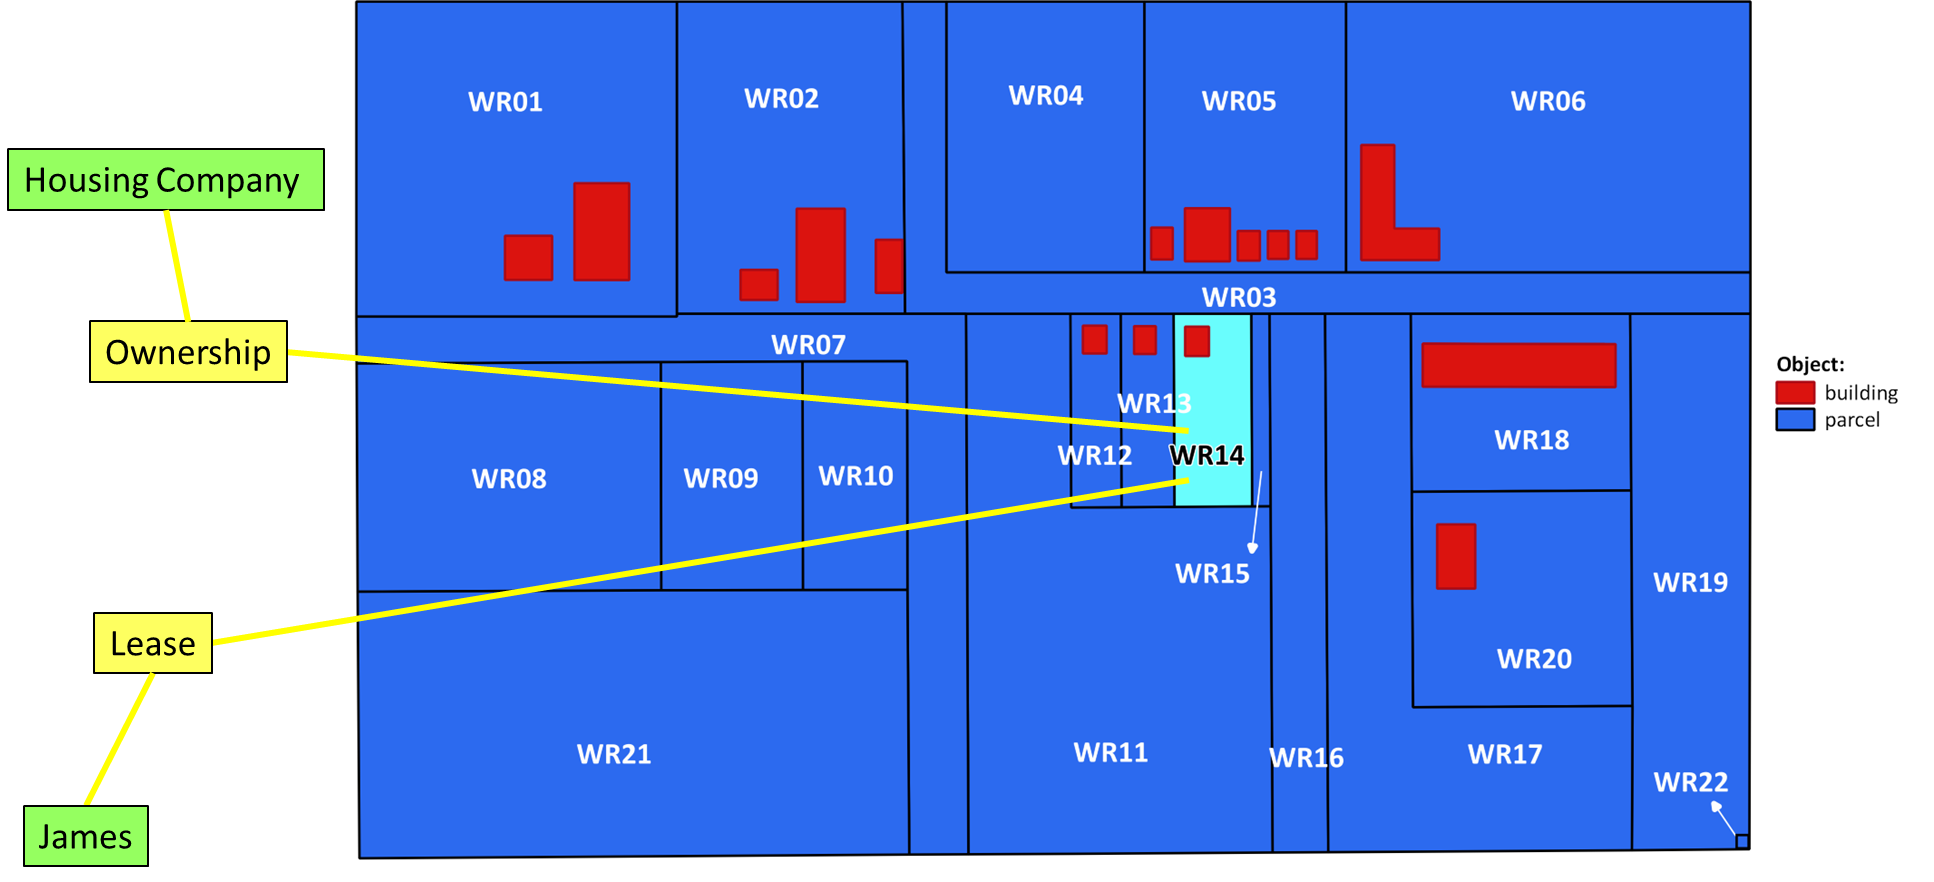 WR01
WR02
WR04
WR05
WR06
Housing Company
WR03
Ownership
WR07
Object:
building
parcel
WR13
WR12
WR14
WR18
WR08
WR09
WR10
WR15
WR19
Lease
WR20
WR21
WR11
WR16
WR17
WR22
James